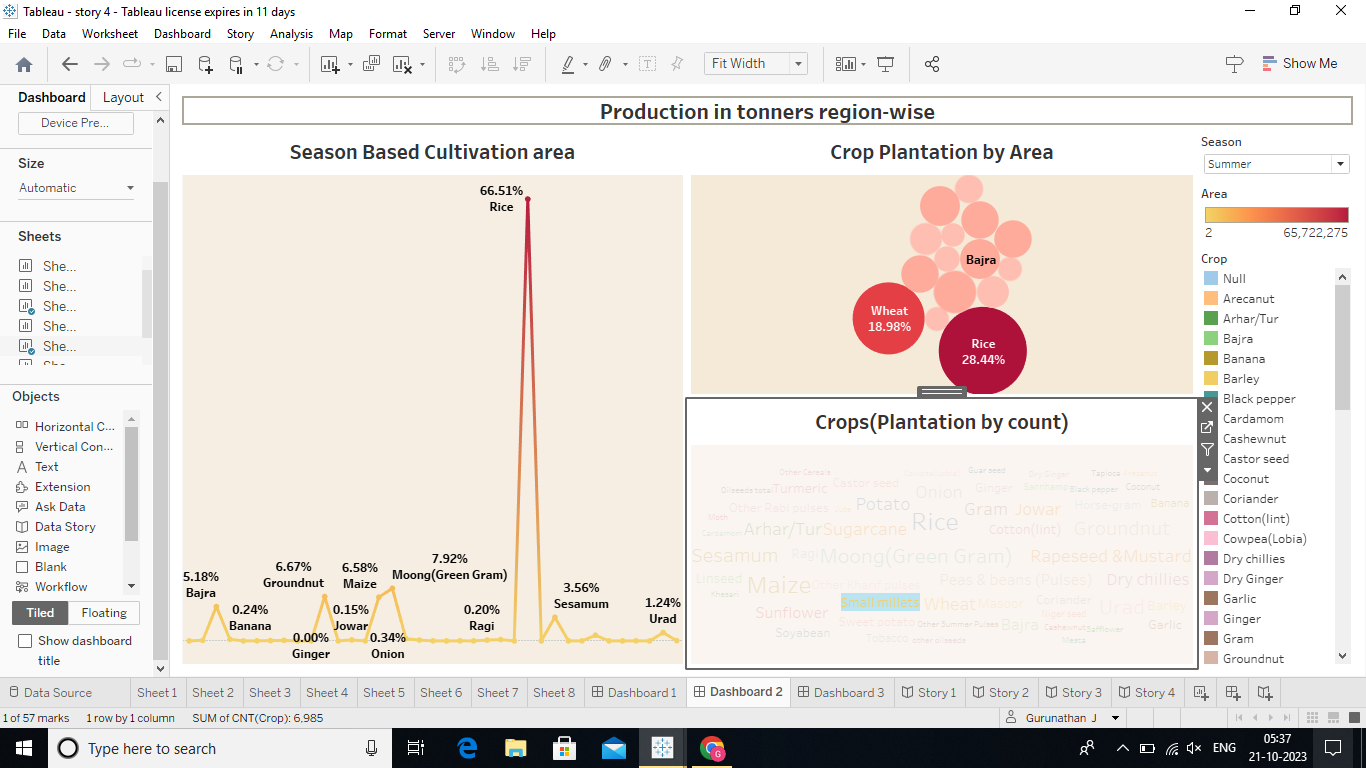 Tableau - story 4 - Tableau license expires in 11 days
File Data Worksheet Dashboard Story Analysis Map Format Server Window Help
Fit Width
Show Me
Dashboard Layout
Device Pre...
Size
Automatic
Sheets
She...
She...
She...
She...
She...
Objects
Horizontal C...
Vertical Con...
Text
Extension
Ask Data
Data Story
Image
Blank
Workflow
Tiled Floating
Show dashboard
title
Production in tonners region-wise
Season Based Cultivation area
66.51%
Rice
5.18%
Bajra
0.24%
Banana
6.67%
Groundnut
0.00%
Ginger
6.58%
Maize
0.15%
Jowar
0.34%
Onion
7.92%
Moong(Green Gram)
0.20%
Ragi
3.56%
Sesamum
1.24%
Urad
Crop Plantation by Area
Bajra
Wheat
18.98%
Rice
28.44%
Crops(Plantation by count)
Other Cereals
Guar seed
Dry Ginger
Tapioca
Oilseeds total
Turmeric
Castor seed
Onion
Ginger
Sannhamp
Black pepper
Coconut
Other Rabi pulses
Potato
Gram
Jowar
Horse-gram
Banana
Moth
Cardamom
Arhar/Tur
Sugarcane
Rice
Cotton(lint)
Groundnut
Sesamum
Ragi
Moong(Green Gram)
Rapeseed &Mustard
Linseed
Khesari
Maize
Other Kharif pulses
Peas & beans (Pulses)
Dry chillies
Small millets
Wheat
Masoor
Coriander
Urad
Barley
Sunflower
Sweet potato
Other Summer Pulses
Bajra
Niger seed
Cashewnut
Safflower
Garlic
Soyabean
Tobacco
other oilseeds
Mesta
Season
Summer
Area
2 65,722,275
Crop
Null
Arecanut
Arhar/Tur
Bajra
Banana
Barley
Black pepper
Cardamom
Cashewnut
Castor seed
Coconut
Coriander
Cotton(lint)
Cowpea(Lobia)
Dry chillies
Dry Ginger
Garlic
Ginger
Gram
Groundnut
Data Source Sheet 1 Sheet 2 Sheet 3 Sheet 4 Sheet 5 Sheet 6 Sheet 7 Sheet 8 Dashboard 1 Dashboard 2 Dashboard 3 Story 1 Story 2 Story 3 Story 4
1 of 57 marks 1 row by 1 column SUM of CNT(Crop): 6,985 Gurunathan J
Type here to search
G
ENG
05:37
21-10-2023